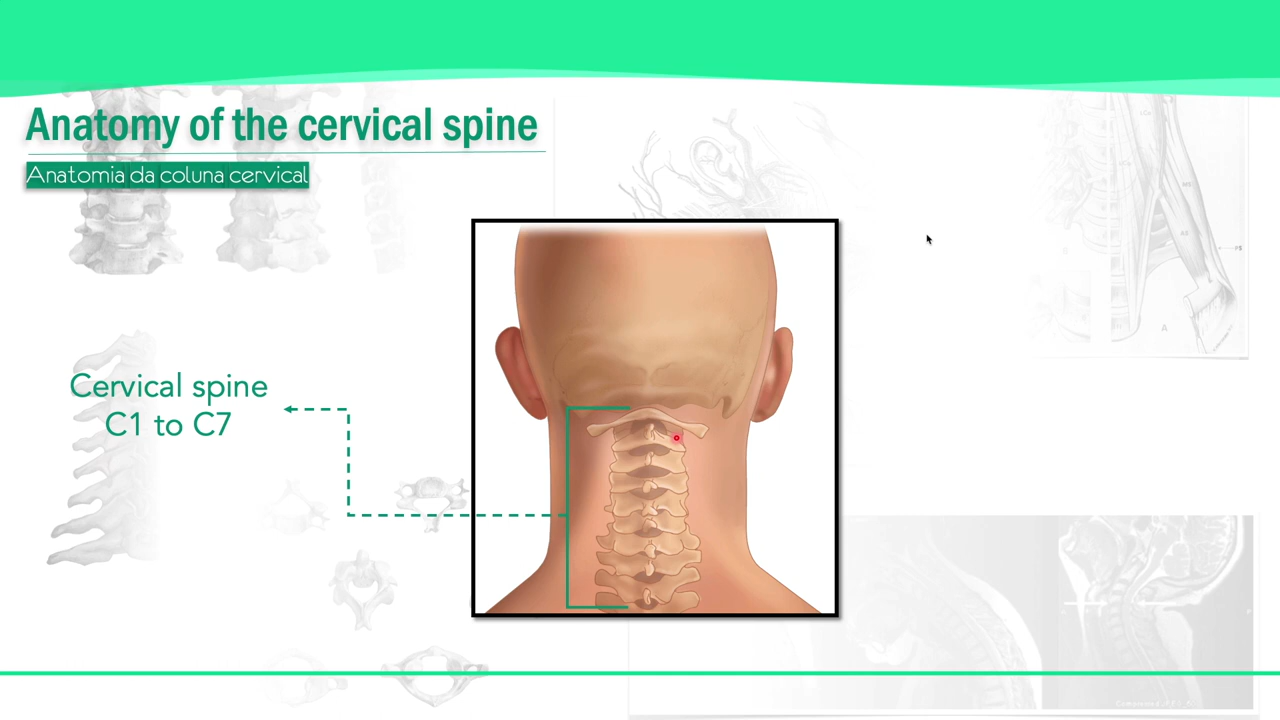 Anatomy of the cervical spine
Anatomia da coluna cervical
Cervical spine
C1 to C7
A